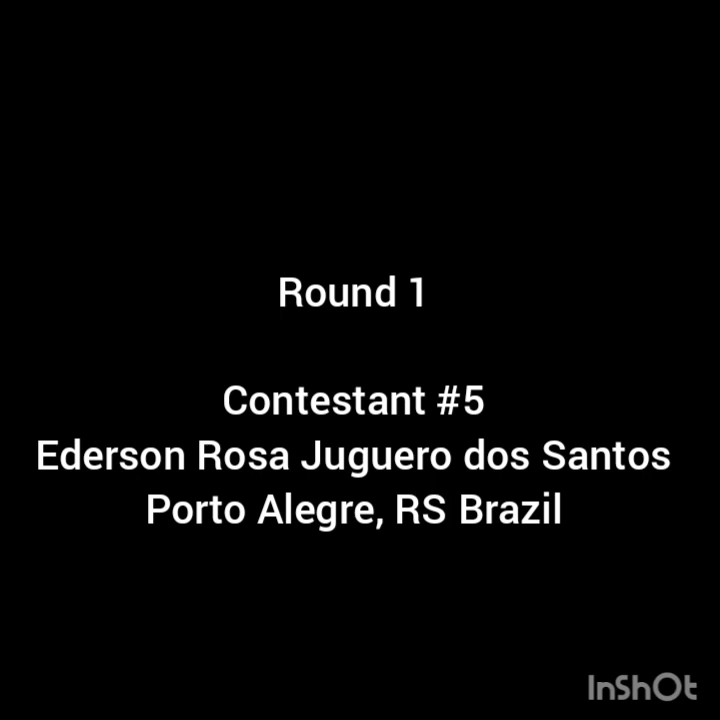 Round 1
Contestant #5
Ederson Rosa Juguero dos Santos
Porto Alegre, RS Brazil
InShOt